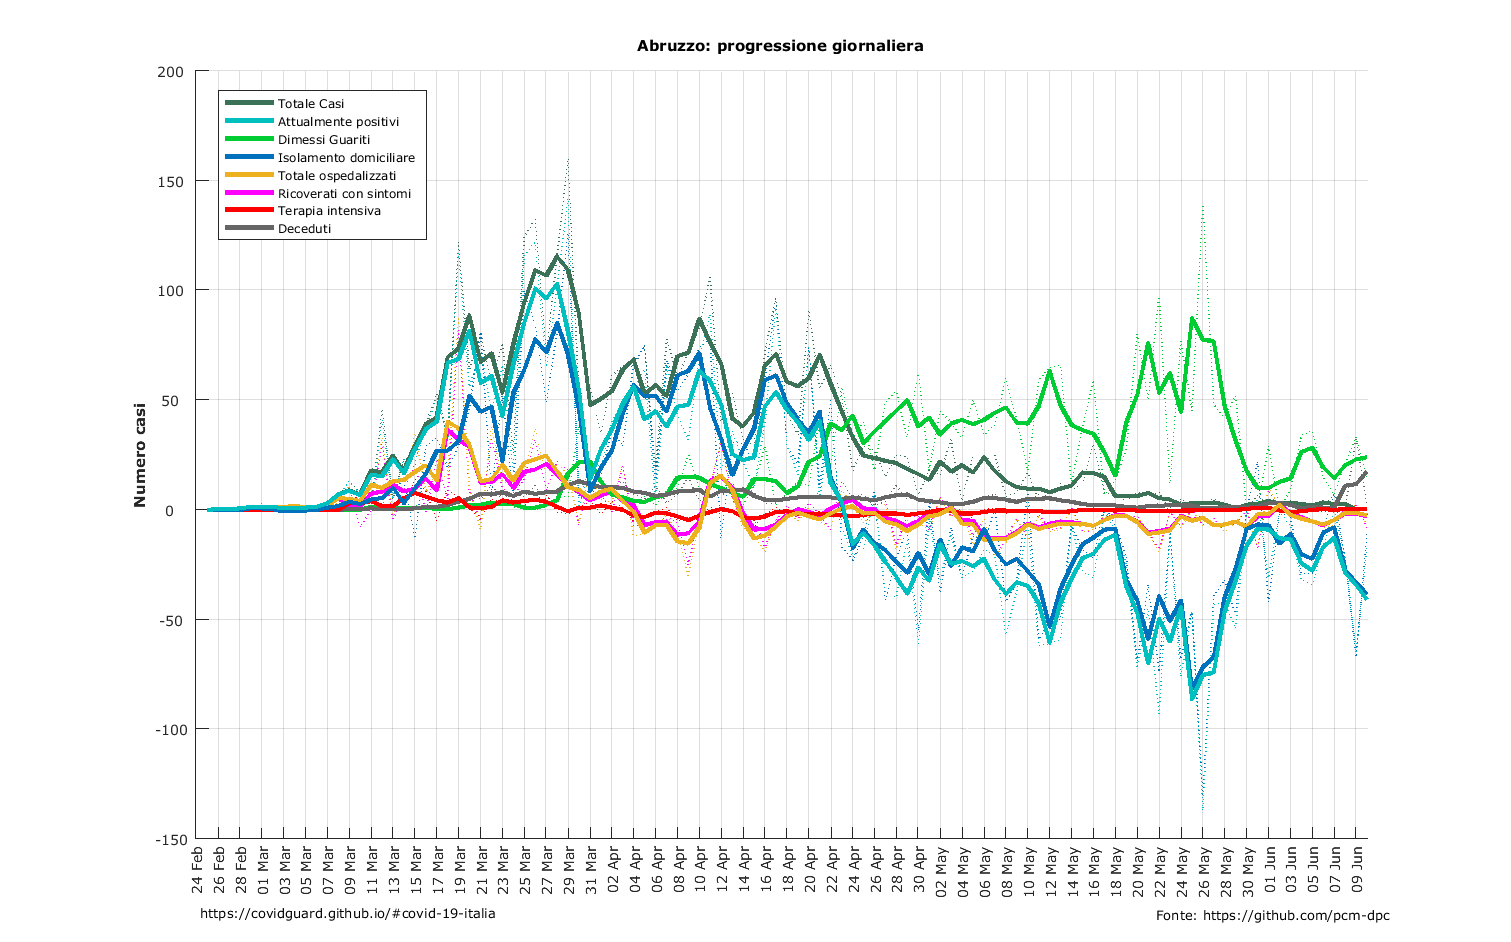 Abruzzo: progressione giornaliera
Numero casi
200
150
100
50
0
-50
-100
-150
Totale Casi
Attualmente positivi
Dimessi Guariti
Isolamento domiciliare
Totale ospedalizzati
Ricoverati con sintomi
Terapia intensiva
Deceduti
24 Feb
26 Feb
28 Feb
01 Mar
03 Mar
05 Mar
07 Mar
09 Mar
11 Mar
13 Mar
15 Mar
17 Mar
19 Mar
21 Mar
23 Mar
25 Mar
27 Mar
29 Mar
31 Mar
02 Apr
04 Apr
06 Apr
08 Apr
10 Apr
12 Apr
14 Apr
16 Apr
18 Apr
20 Apr
22 Apr
24 Apr
26 Apr
28 Apr
30 Apr
02 May
04 May
06 May
08 May
10 May
12 May
14 May
16 May
18 May
20 May
22 May
24 May
26 May
28 May
30 May
01 Jun
03 Jun
05 Jun
07 Jun
09 Jun
https://covidguard.github.io/#covid-19-italia
Fonte: https://github.com/pcm-dpc